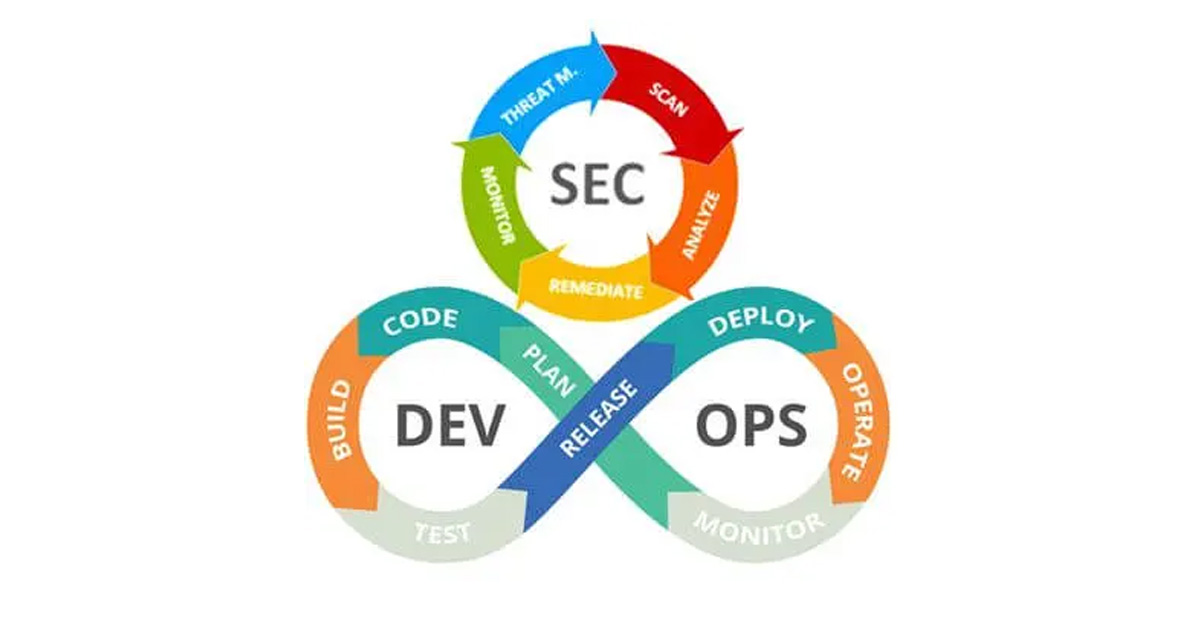 THREAT M.
SCAN
ANALYZE
REMEDIATE
MONITOR
SEC
CODE
PLAN
BUILD
DEV
TEST
RELEASE
DEPLOY
OPERATE
OPS
MONITOR